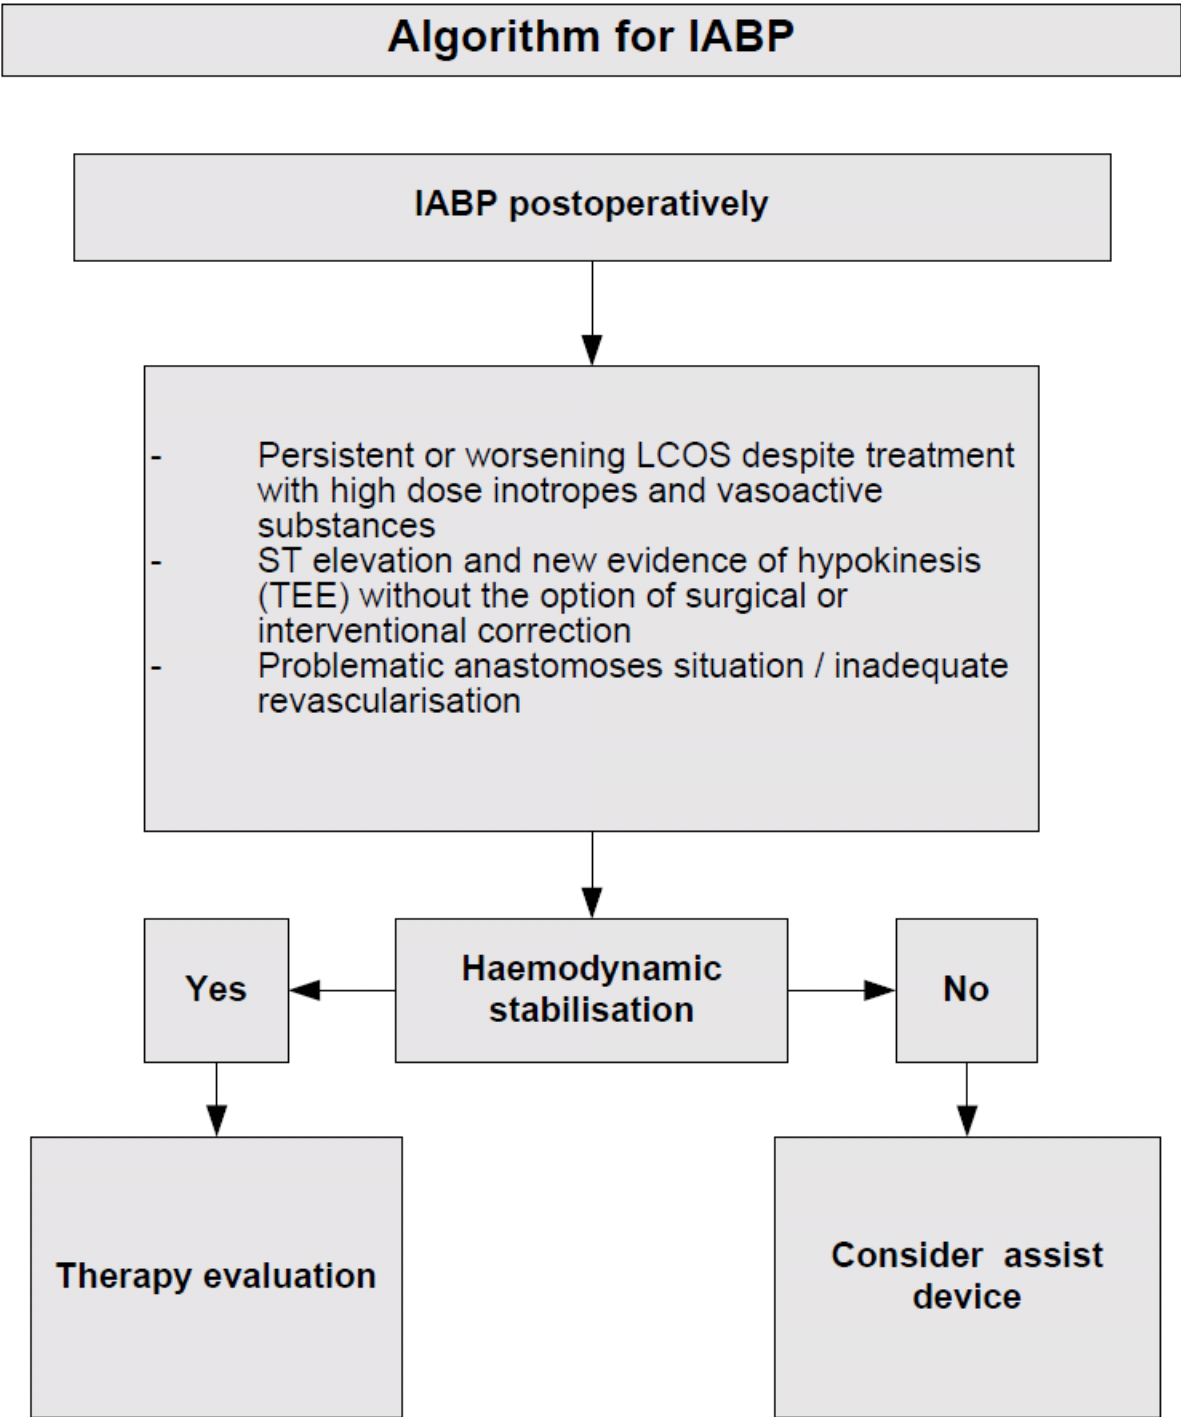 Algorithm for IABP
IABP postoperatively
- Persistent or worsening LCOS despite treatment
with high dose inotropes and vasoactive
substances
- ST elevation and new evidence of hypokinesis
(TEE) without the option of surgical or
interventional correction
- Problematic anastomoses situation / inadequate
revascularisation
Yes
Haemodynamic
stabilisation
No
Therapy evaluation
Consider assist
device